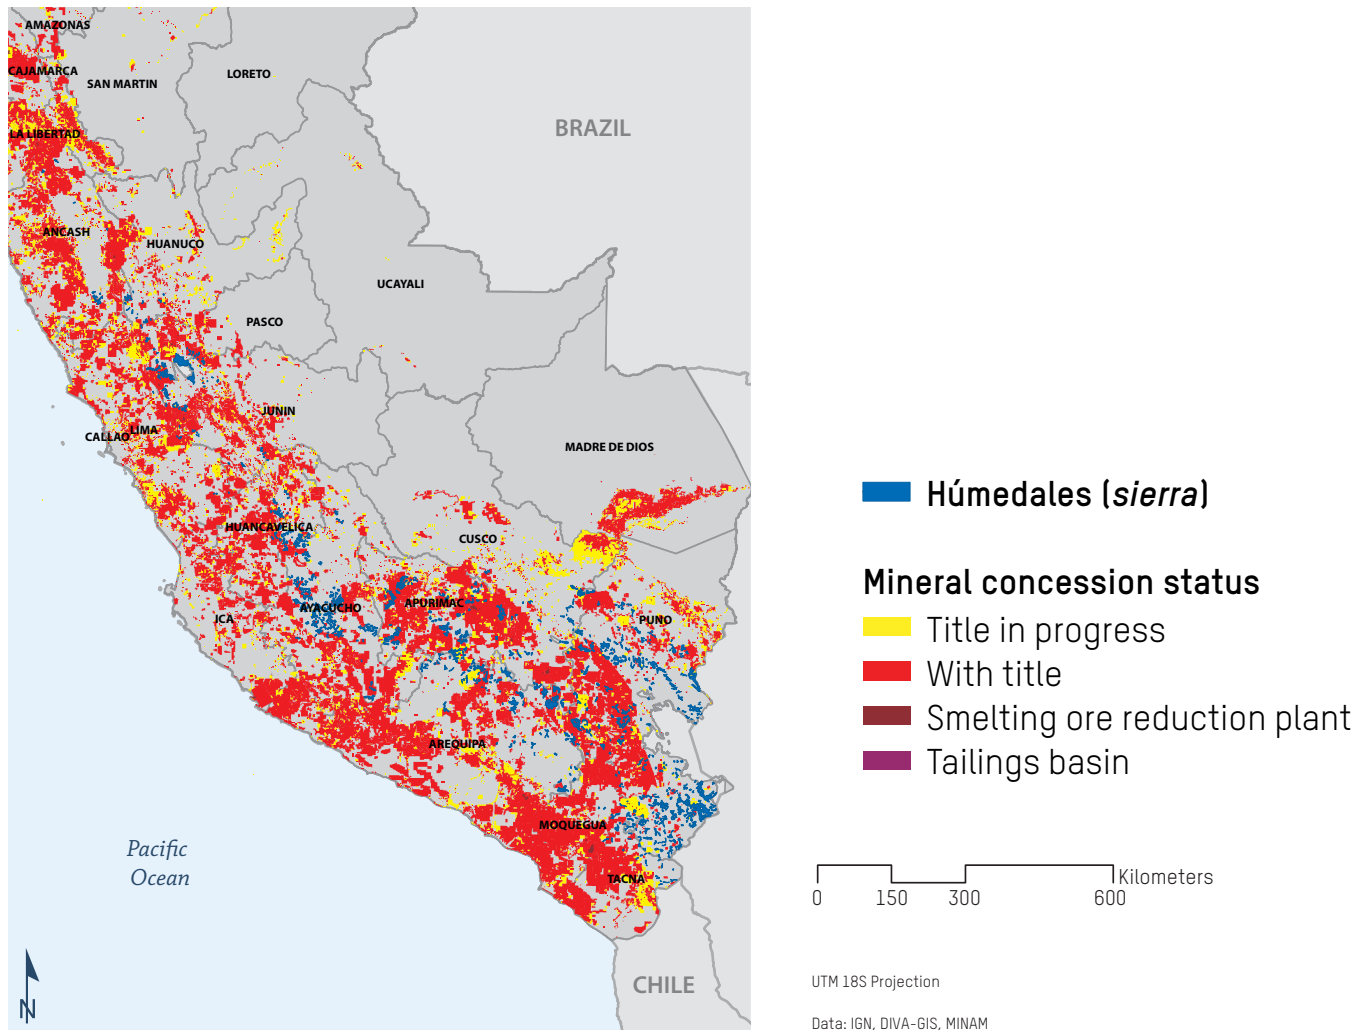 AMAZONAS
CAJAMARCA
SAN MARTIN
LORETO
LA LIBERTAD
BRAZIL
ANCASH
HUANUCO
UCAYALI
PASCO
JUNIN
LIMA
CALLAO
MADRE DE DIOS
HUANCAVELICA
CUSCO
ICA
AYACUCHO
APURIMAC
PUNO
AREQUIPA
MOQUEGUA
TACNA
Pacific
Ocean
CHILE
N
Húmedales (sierra)
Mineral concession status
Title in progress
With title
Smelting ore reduction plant
Tailings basin
Kilometers
0 150 300 600
UTM 18S Projection
Data: IGN, DIVA-GIS, MINAM